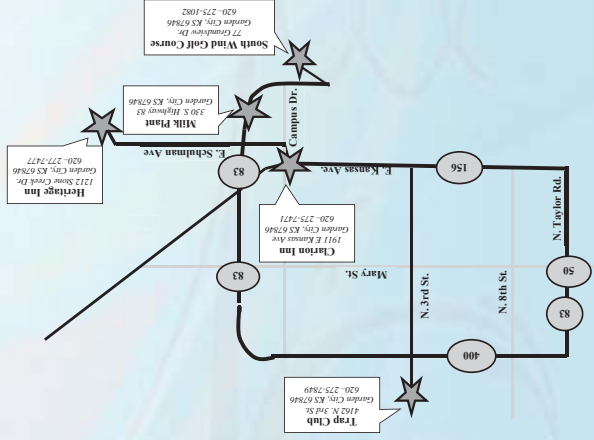 Trap Club
4162 N. 3rd St.
Garden City, KS 67846
620-275-7849
400
83
50
N. 3rd St.
N. 8th St.
N. Taylor Rd.
Mary St.
83
Clarion Inn
1911 E Kansas Ave
Garden City, KS 67846
620-275-7471
156
E. Kansas Ave.
83
E. Schulman Ave
Heritage Inn
1212 Stone Creek Dr.
Garden City, KS 67846
620-277-7477
Campus Dr.
Milk Plant
330 S. Highway 83
Garden City, KS 67846
South Wind Golf Course
77 Grandview Dr.
Garden City, KS 67846
620-275-1082